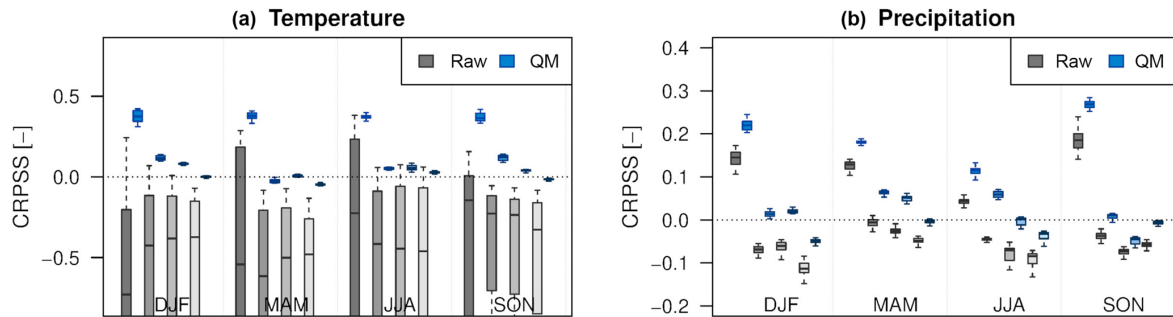 (a) Temperature
Raw QM
CRPSS [−]
0.5
0.0
−0.5
DJF MAM JJA SON
(b) Precipitation
Raw QM
CRPSS [−]
0.4
0.3
0.2
0.1
0.0
−0.1
−0.2
DJF MAM JJA SON